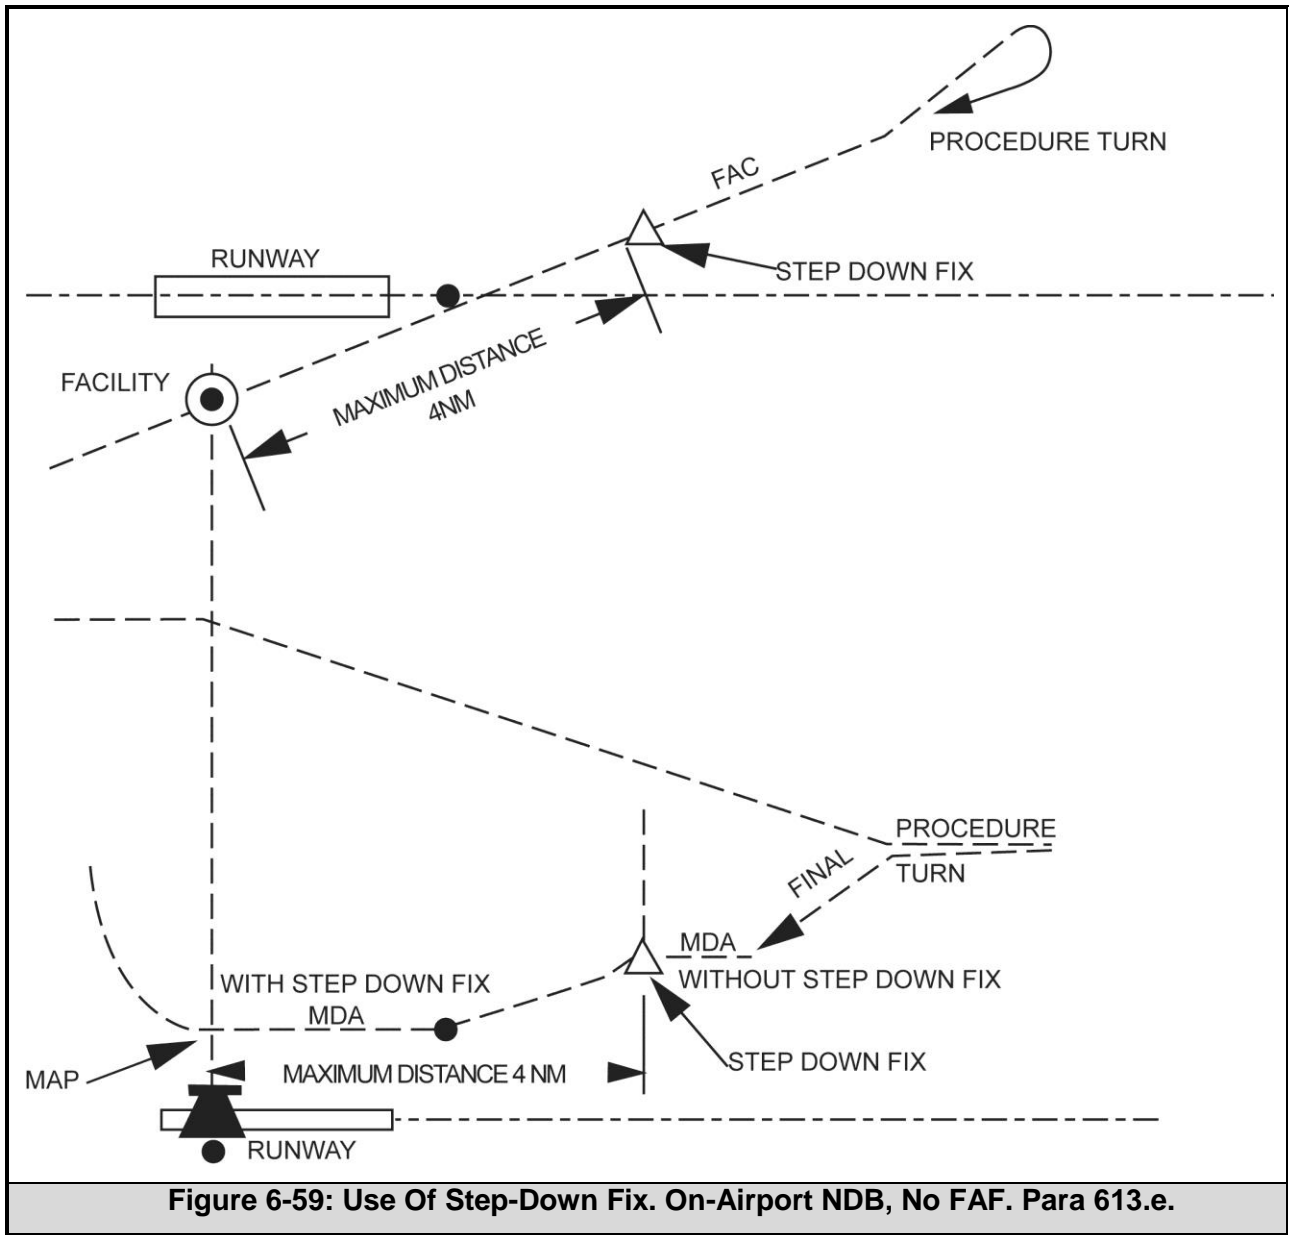 PROCEDURE TURN
FAC
RUNWAY
STEP DOWN FIX
FACILITY
MAXIMUM DISTANCE
4NM
PROCEDURE
TURN
FINAL
MDA
WITHOUT STEP DOWN FIX
WITH STEP DOWN FIX
MDA
STEP DOWN FIX
MAP
MAXIMUM DISTANCE 4 NM
RUNWAY
Figure 6-59: Use Of Step-Down Fix. On-Airport NDB, No FAF. Para 613.e.